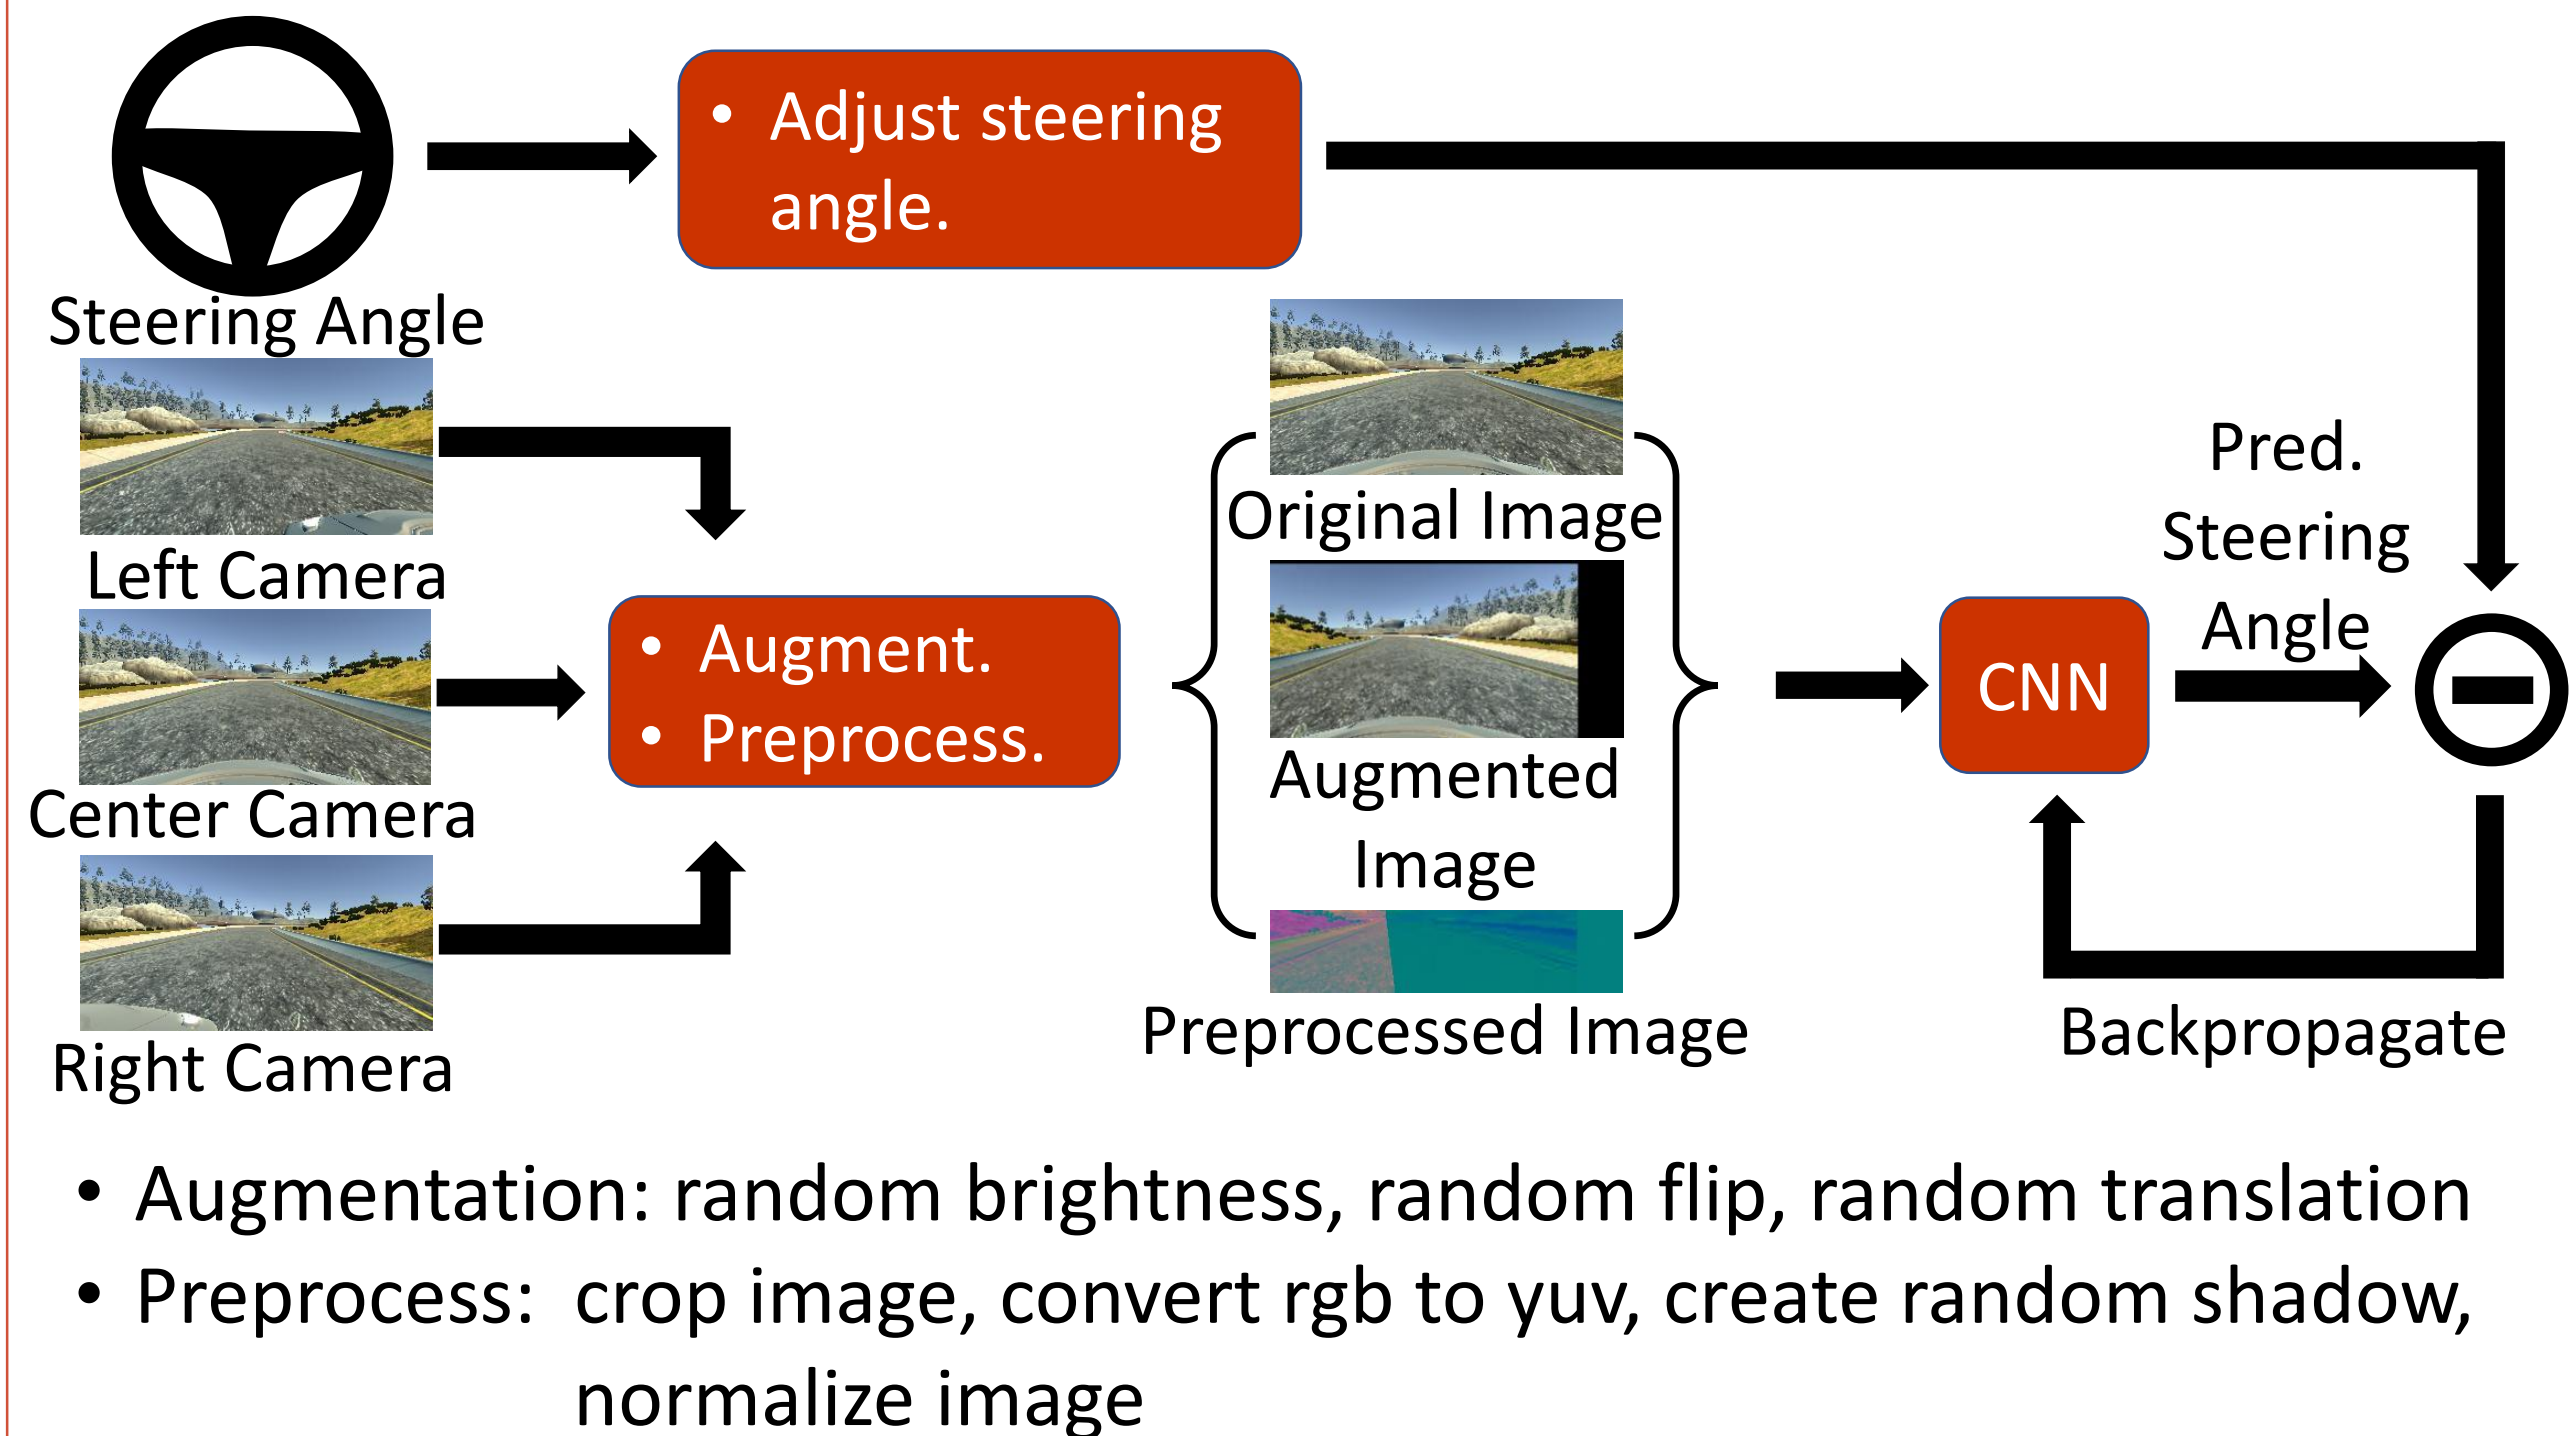 • Adjust steering
angle.
Steering Angle
Left Camera
Center Camera
Right Camera
• Augment.
• Preprocess.
Original Image
Augmented
Image
Preprocessed Image
CNN
Pred.
Steering
Angle
Backpropagate
• Augmentation: random brightness, random flip, random translation
• Preprocess: crop image, convert rgb to yuv, create random shadow,
normalize image